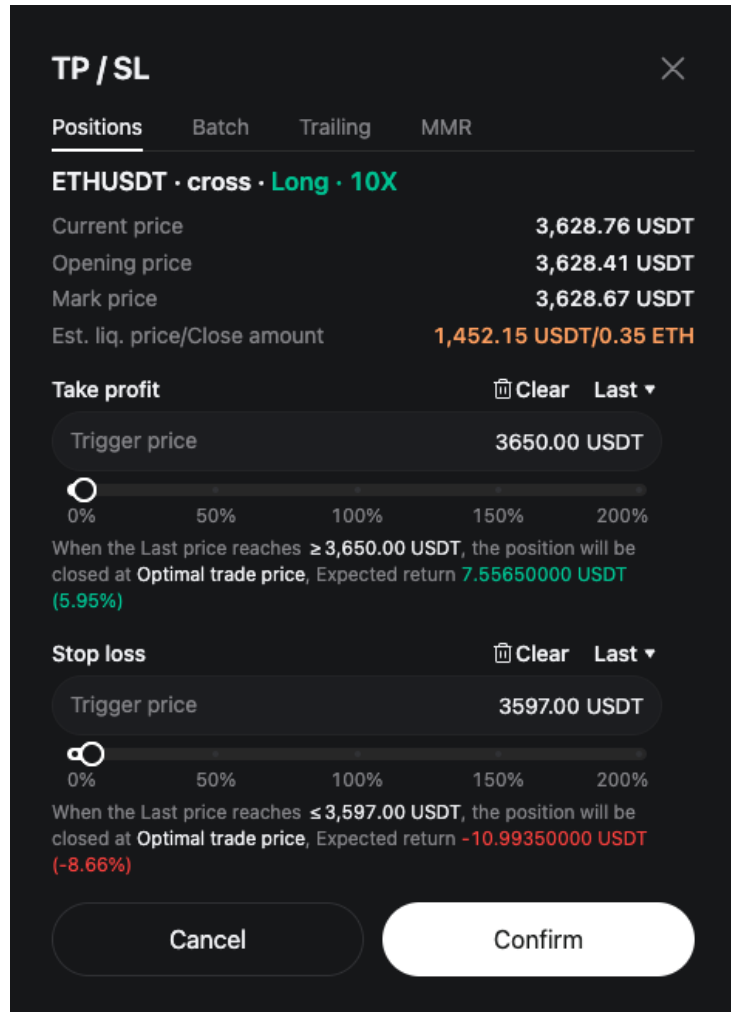 TP / SL
Positions Batch Trailing MMR
ETHUSDT · cross · Long · 10X
Current price 3,628.76 USDT
Opening price 3,628.41 USDT
Mark price 3,628.67 USDT
Est. liq. price/Close amount 1,452.15 USDT/0.35 ETH
Take profit Clear Last
Trigger price 3650.00 USDT
0% 50% 100% 150% 200%
When the Last price reaches ≥3,650.00 USDT, the position will be
closed at Optimal trade price, Expected return 7.55650000 USDT
(5.95%)
Stop loss Clear Last
Trigger price 3597.00 USDT
0% 50% 100% 150% 200%
When the Last price reaches ≤3,597.00 USDT, the position will be
closed at Optimal trade price, Expected return -10.99350000 USDT
(-8.66%)
Cancel Confirm